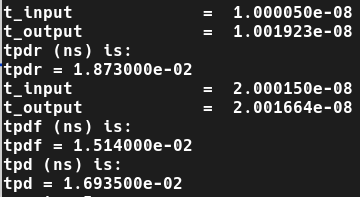 t_input             =  1.000050e-08
t_output            =  1.001923e-08
tpdr (ns) is:
tpdr = 1.873000e-02
t_input             =  2.000150e-08
t_output            =  2.001664e-08
tpdf (ns) is:
tpdf = 1.514000e-02
tpd (ns) is:
tpd = 1.693500e-02